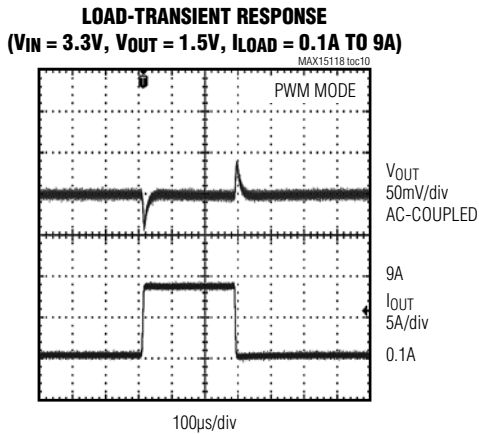 LOAD-TRANSIENT RESPONSE
(VIN = 3.3V, VOUT = 1.5V, ILOAD = 0.1A TO 9A)
MAX15118 toc10
T
PWM MODE
VOUT
50mV/div
AC-COUPLED
9A
IOUT
5A/div
0.1A
100µs/div